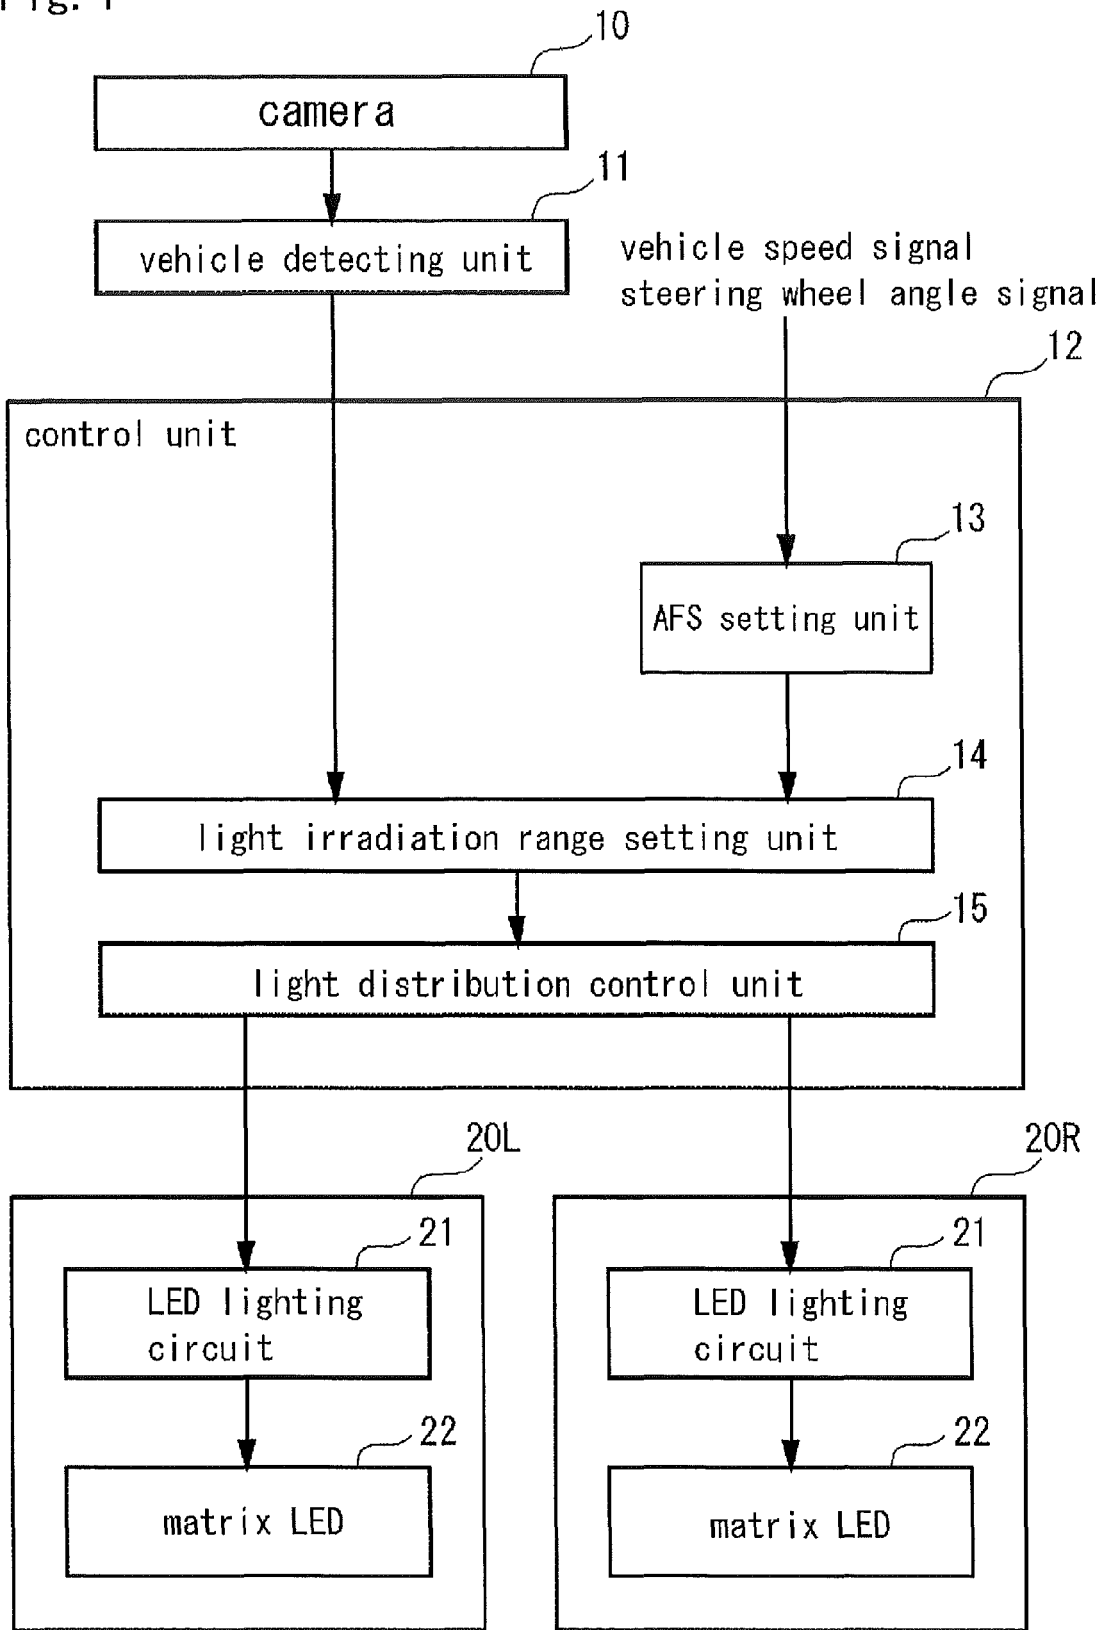 Fig. 1
10
camera
11
vehicle detecting unit
vehicle speed signal
steering wheel angle signal
12
control unit
13
AFS setting unit
14
light irradiation range setting unit
15
light distribution control unit
20L
20R
21
LED lighting
circuit
21
LED lighting
circuit
22
matrix LED
22
matrix LED